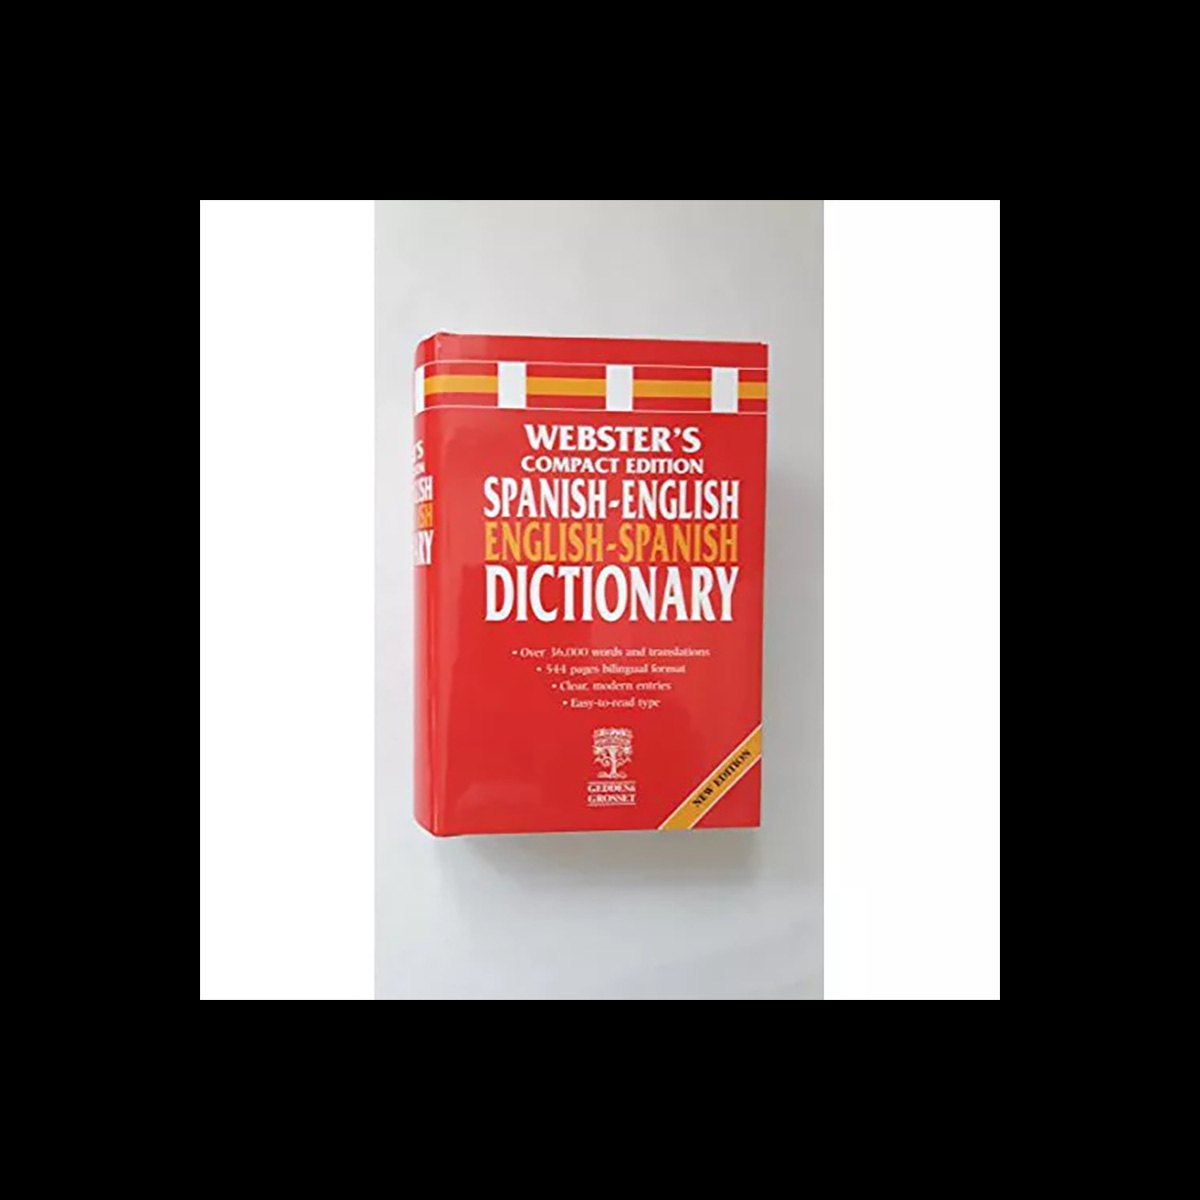 WEBSTER'S
COMPACT EDITION
SPANISH-ENGLISH
ENGLISH-SPANISH
DICTIONARY
• Over 36,000 words and translations
• 544 pages bilingual format
• Clear, modern entries
• Easy-to-read type
GEDDES&
GROSSET
NEW EDITION